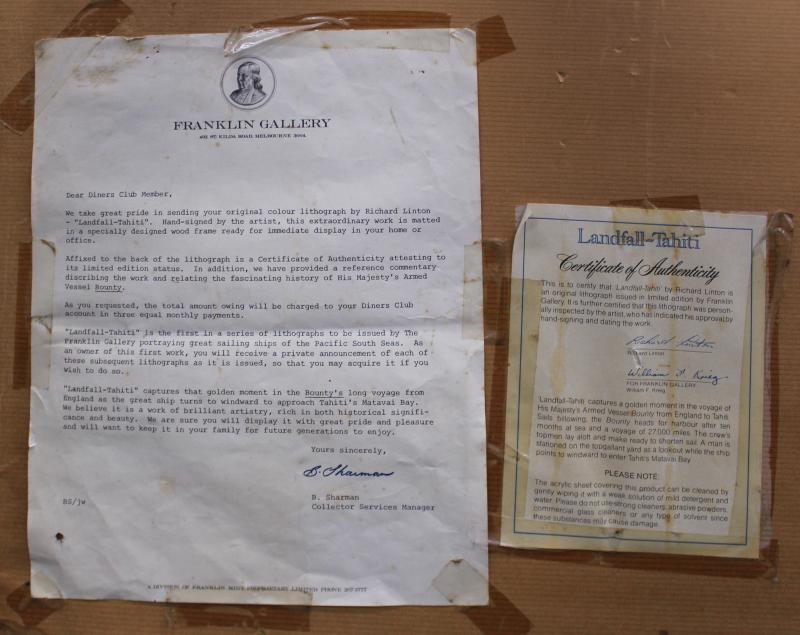 FRANKLIN GALLERY
ST. KILDA ROAD, MELBOURNE 3004.
Dear Diners Club Member,
We take great pride in sending your original colour lithograph by Richard Linton
- "Landfall-Tahiti". Hand-signed by the artist, this extraordinary work is matted
in a specially designed wood frame ready for immediate display in your home or
office.
Affixed to the back of the lithograph is a Certificate of Authenticity attesting to
its limited edition status. In addition, we have provided a reference commentary
discribing the work and relating the fascinating history of His Majesty's Armed
Vessel Bounty.
As you requested, the total amount owing will be charged to your Diners Club
account in three equal monthly payments.
"Landfall-Tahiti" is the first in a series of lithographs to be issued by The
Franklin Gallery portraying great sailing ships of the Pacific South Seas. As
an owner of this first work, you will receive a private announcement of each of
these subsequent lithographs as it is issued, so that you may acquire it if you
wish to do so.
"Landfall-Tahiti" captures that golden moment in the Bounty's long voyage from
England as the great ship turns to windward to approach Tahiti's Matavai Bay.
We believe it is a work of brilliant artistry, rich in both historical signifi-
cance and beauty. We are sure you will display it with great pride and pleasure
and will want to keep it in your family for future generations to enjoy.
Yours sincerely,
B. Sharman
B. Sharman
Collector Services Manager
BS/jw
A DIVISION OF FRANKLIN MINT PROPRIETARY LIMITED PHONE
Landfall-Tahiti
Certificate of Authenticity
This is to certify that Landfall-Tahiti by Richard Linton is
an original lithograph issued in limited edition by Franklin
Gallery. It is further certified that this lithograph was person-
ally inspected by the artist, who has indicated his approval by
hand-signing and dating the work.
Richard Linton
Richard Linton
William F Krieg
FOR FRANKLIN GALLERY
William F. Krieg
Landfall-Tahiti captures a golden moment in the voyage of
His Majesty's Armed Vessel Bounty from England to Tahiti
Sails billowing, the Bounty heads for harbour after ten
months at sea and a voyage of 27,000 miles. The crew's
topmen lay aloft and make ready to shorten sail. A man is
stationed on the topgallant yard as a lookout while the ship
points to windward to enter Tahiti's Matavai Bay.
PLEASE NOTE:
The acrylic sheet covering this product can be cleaned by
gently wiping it with a weak solution of mild detergent and
water. Please do not use strong cleaners, abrasive powders,
commercial glass cleaners or any type of solvent since
these substances may cause damage.